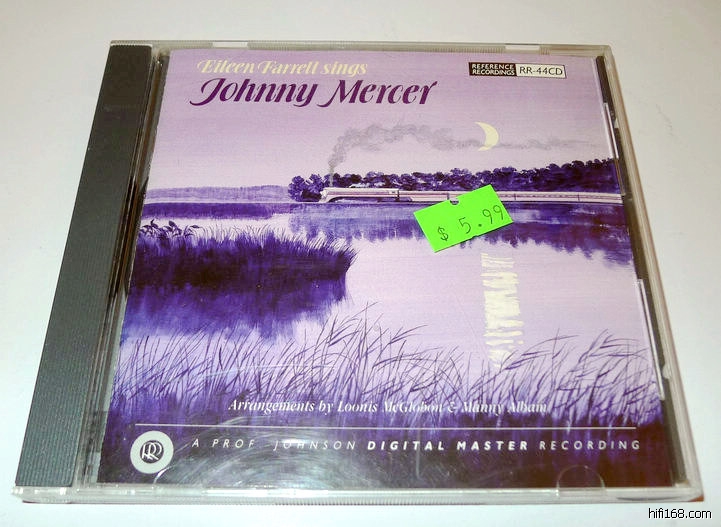 Eileen Farrell sings
Johnny Mercer
REFERENCE
RECORDINGS
RR-44CD
$ 5.99
Arrangements by Loonis McGlohon & Manny Albam
RR
A PROF. JOHNSON DIGITAL MASTER RECORDING
hifi168.com